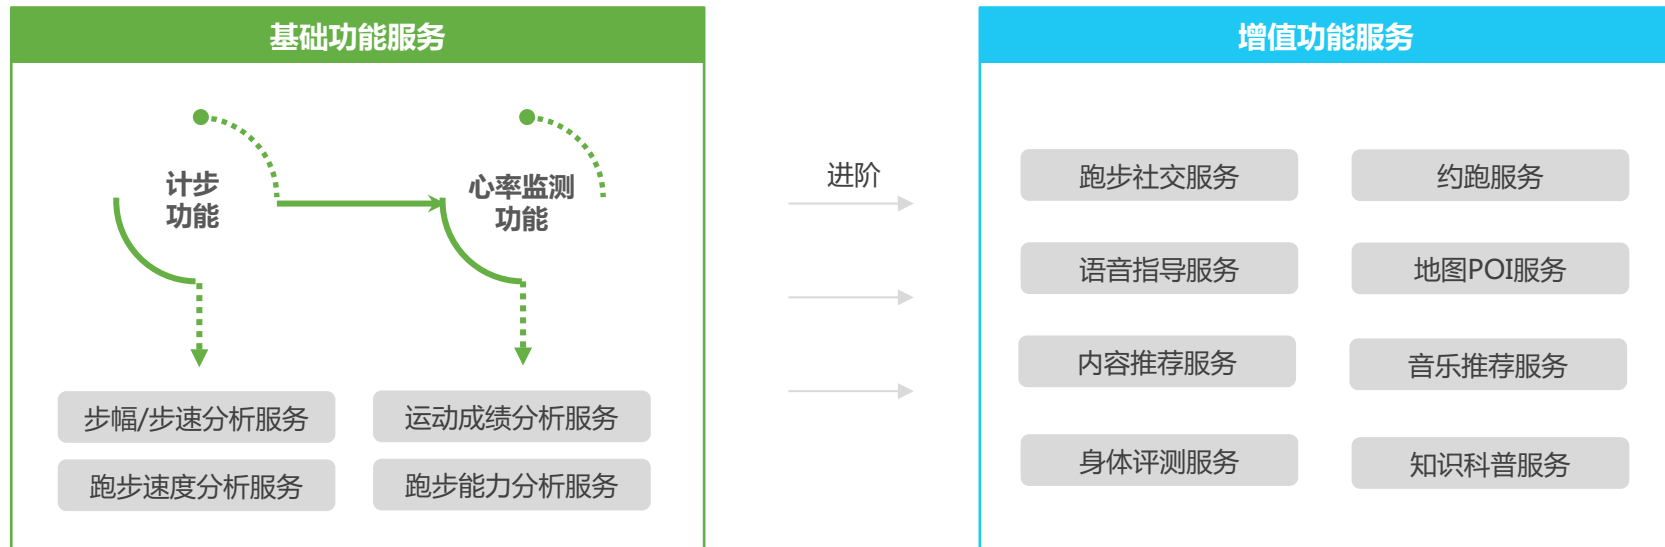 基础功能服务
计步
功能
心率监测
功能
步幅/步速分析服务
运动成绩分析服务
跑步速度分析服务
跑步能力分析服务
进阶
增值功能服务
跑步社交服务
约跑服务
语音指导服务
地图POI服务
内容推荐服务
音乐推荐服务
身体评测服务
知识科普服务